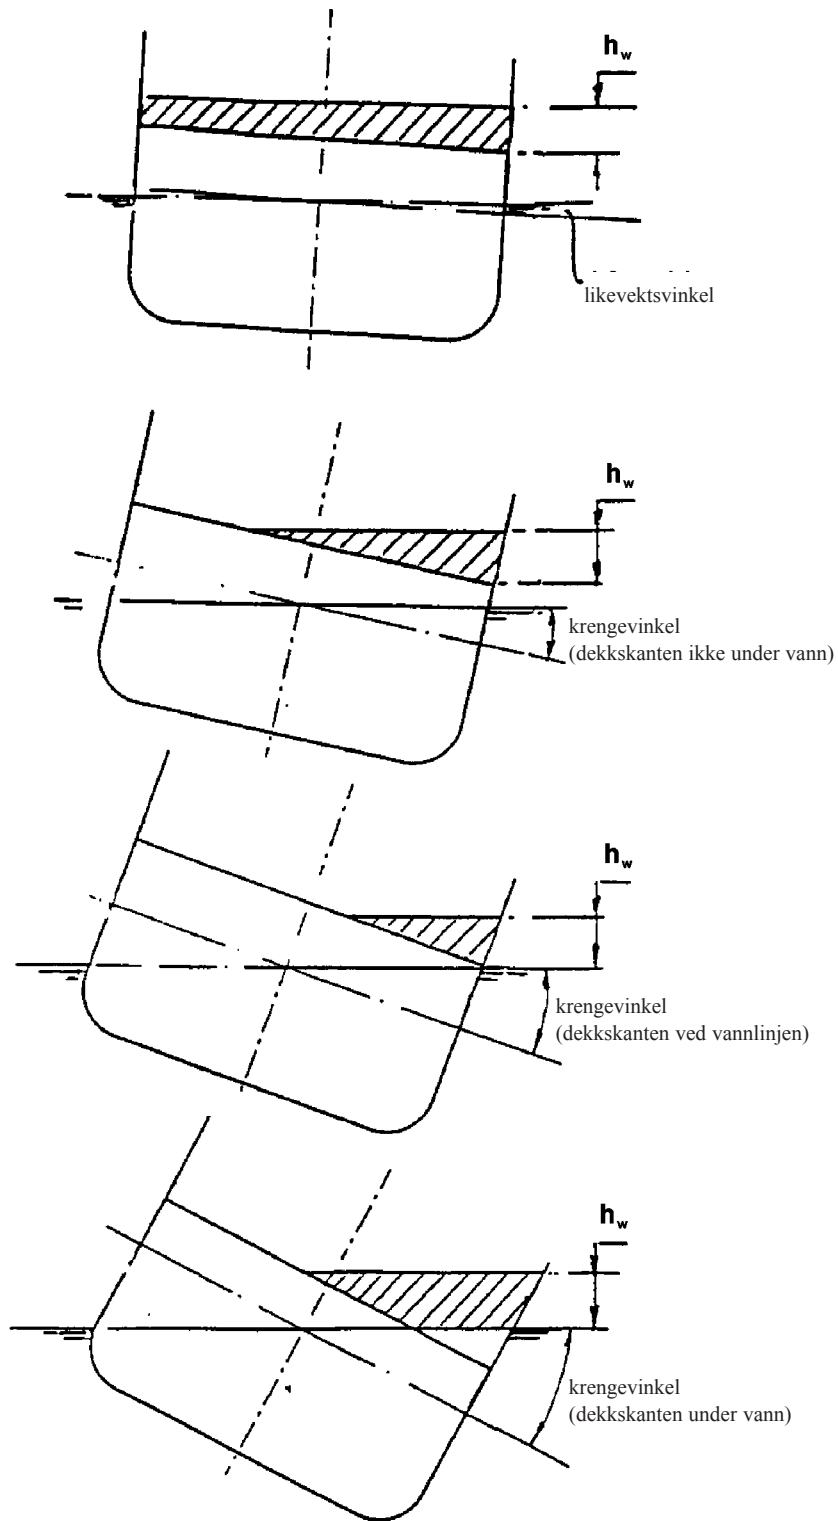 h_w
likevektsvinkel
h_w
krengevinkel
(dekkskanten ikke under vann)
h_w
krengevinkel
(dekkskanten ved vannlinjen)
h_w
krengevinkel
(dekkskanten under vann)